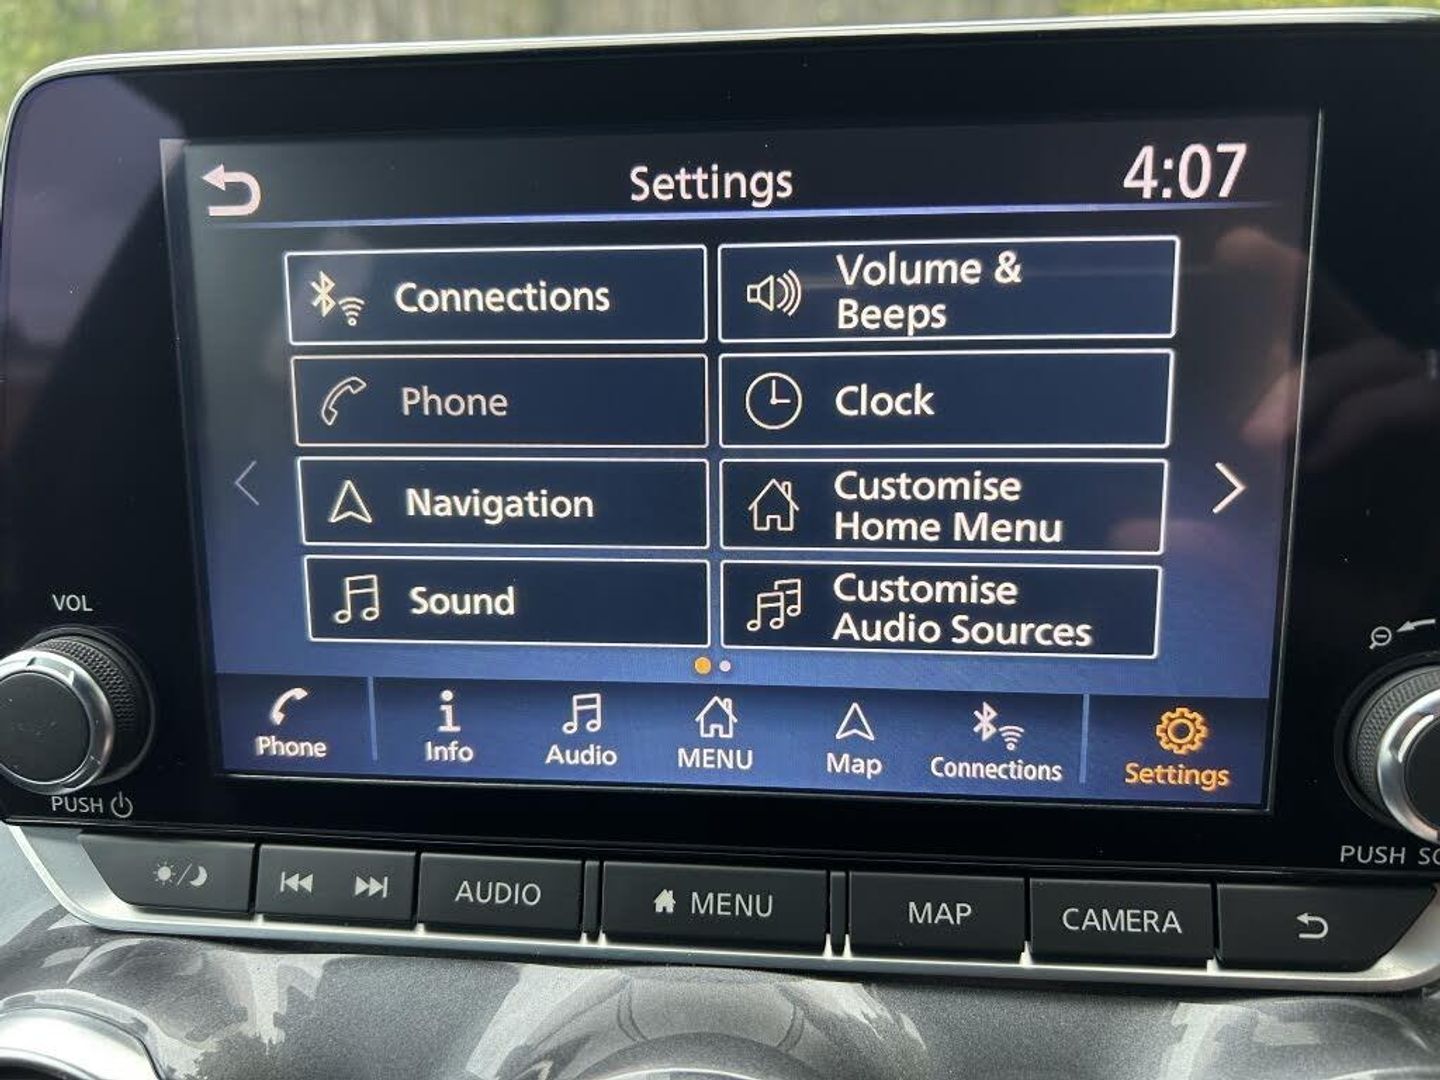 Settings
4:07
Connections
Volume &
Beeps
Phone
Clock
Navigation
Customise
Home Menu
Sound
Customise
Audio Sources
Phone
Info
Audio
MENU
Map
Connections
Settings
VOL
PUSH
AUDIO
MENU
MAP
CAMERA
PUSH